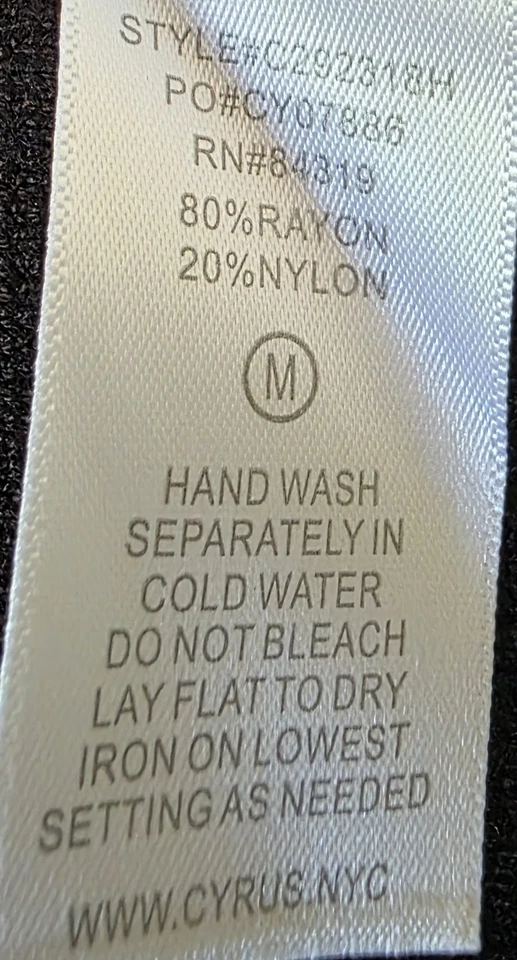 STYLE#C292318H
PO#CY07886
RN#84319
80%RAYON
20%NYLON
M
HAND WASH
SEPARATELY IN
COLD WATER
DO NOT BLEACH
LAY FLAT TO DRY
IRON ON LOWEST
SETTING AS NEEDED
WWW.CYRUS.NYC